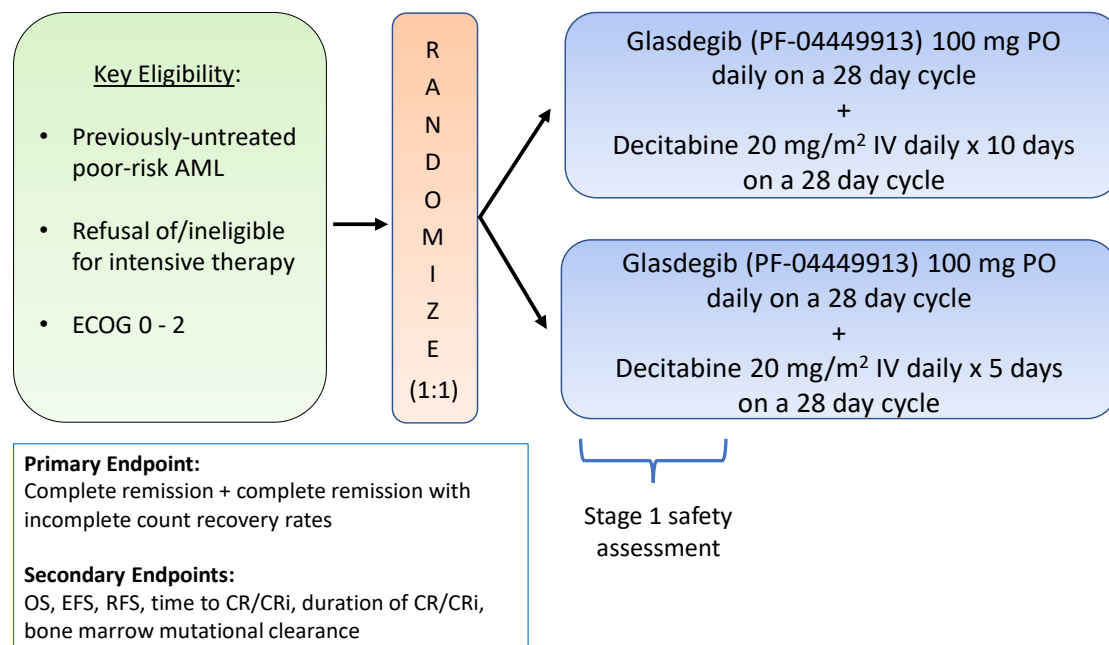 Key Eligibility:
• Previously-untreated
poor-risk AML
• Refusal of/ineligible
for intensive therapy
• ECOG 0 - 2
R
A
N
D
O
M
I
Z
E
(1:1)
Glasdegib (PF-04449913) 100 mg PO
daily on a 28 day cycle
+
Decitabine 20 mg/m² IV daily x 10 days
on a 28 day cycle
Glasdegib (PF-04449913) 100 mg PO
daily on a 28 day cycle
+
Decitabine 20 mg/m² IV daily x 5 days
on a 28 day cycle
Stage 1 safety
assessment
Primary Endpoint:
Complete remission + complete remission with
incomplete count recovery rates
Secondary Endpoints:
OS, EFS, RFS, time to CR/CRi, duration of CR/CRi,
bone marrow mutational clearance